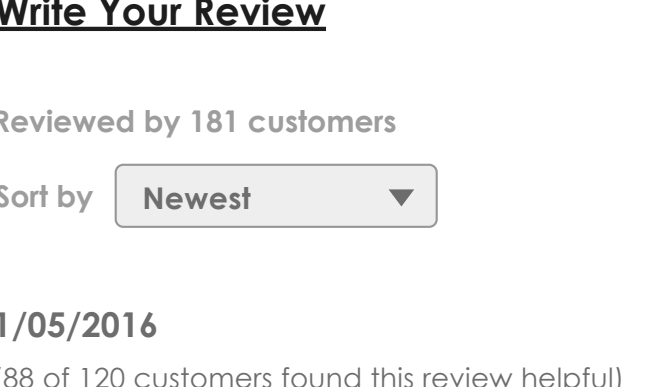 Write Your Review
Reviewed by 181 customers
Sort by Newest
1/05/2016
(88 of 120 customers found this review helpful)